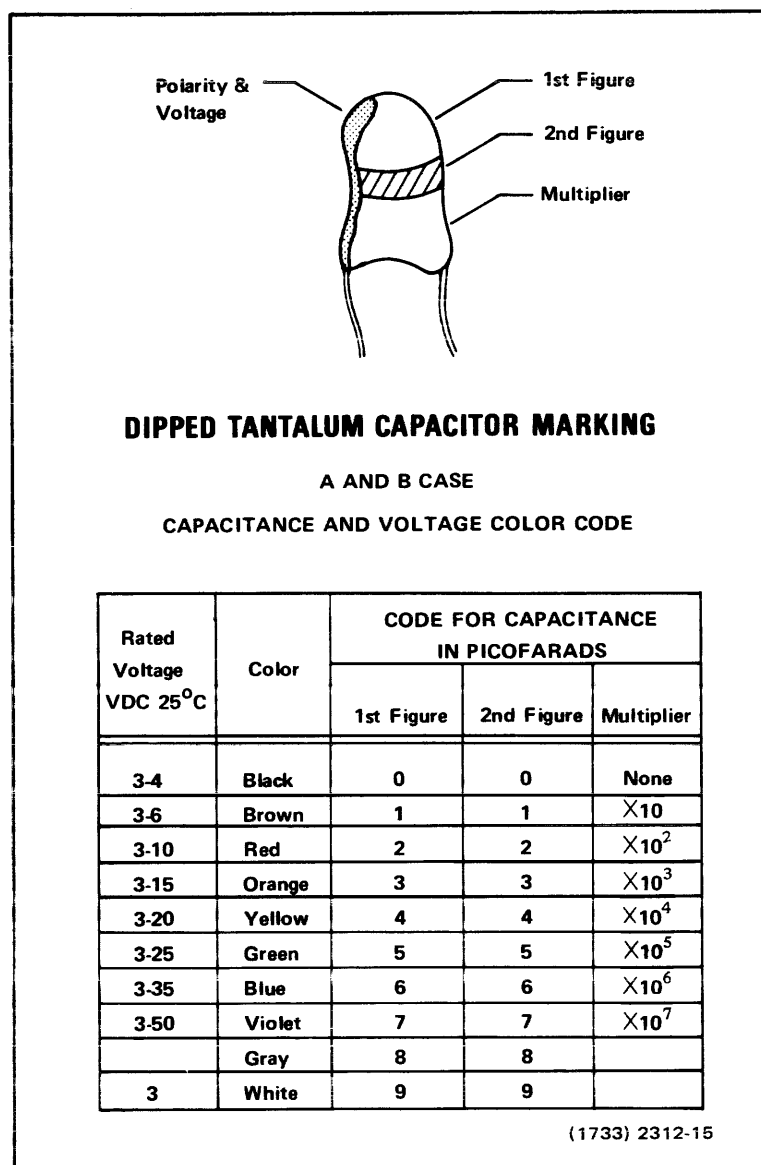 Polarity &
Voltage
1st Figure
2nd Figure
Multiplier
DIPPED TANTALUM CAPACITOR MARKING
A AND B CASE
CAPACITANCE AND VOLTAGE COLOR CODE
Rated
Voltage
VDC 25°C
Color
CODE FOR CAPACITANCE
IN PICOFARADS
1st Figure 2nd Figure Multiplier
3-4 Black 0 0 None
3-6 Brown 1 1 X10
3-10 Red 2 2 X10²
3-15 Orange 3 3 X10³
3-20 Yellow 4 4 X10⁴
3-25 Green 5 5 X10⁵
3-35 Blue 6 6 X10⁶
3-50 Violet 7 7 X10⁷
Gray 8 8
3 White 9 9
(1733) 2312-15